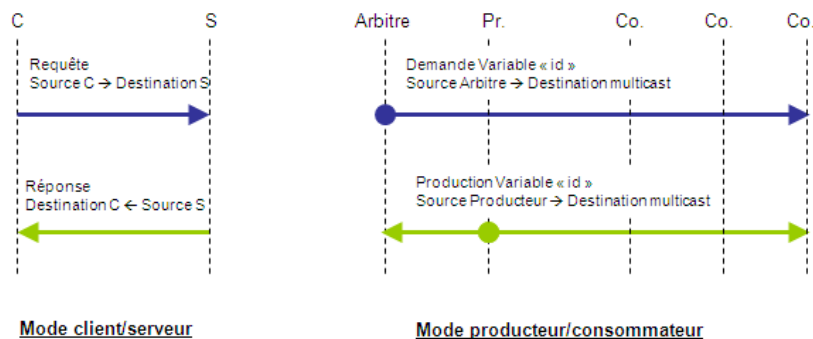 C S Arbitre Pr. Co. Co. Co.
Requête
Source C → Destination S
Demande Variable « id »
Source Arbitre → Destination multicast
Réponse
Destination C ← Source S
Production Variable « id »
Source Producteur → Destination multicast
Mode client/serveur
Mode producteur/consommateur